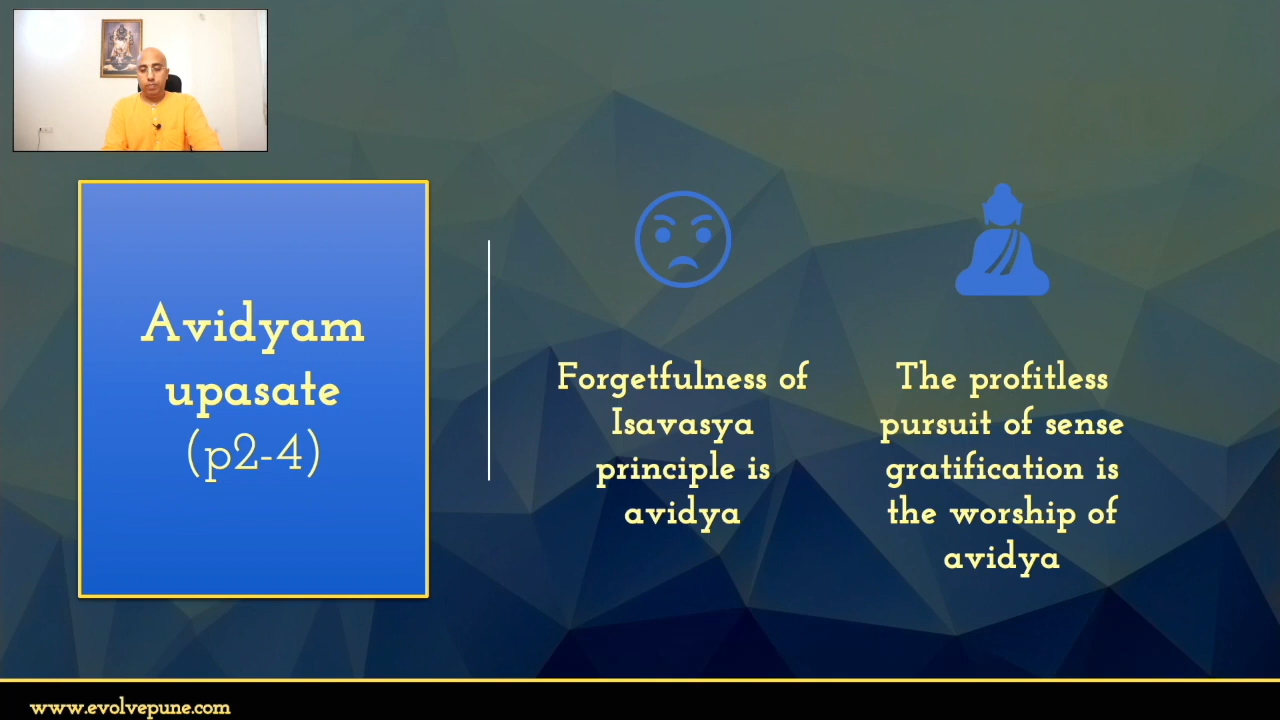 Avidyam
upasate
(p2-4)
Forgetfulness of
Isavasya
principle is
avidya
The profitless
pursuit of sense
gratification is
the worship of
avidya
www.evolvepune.com